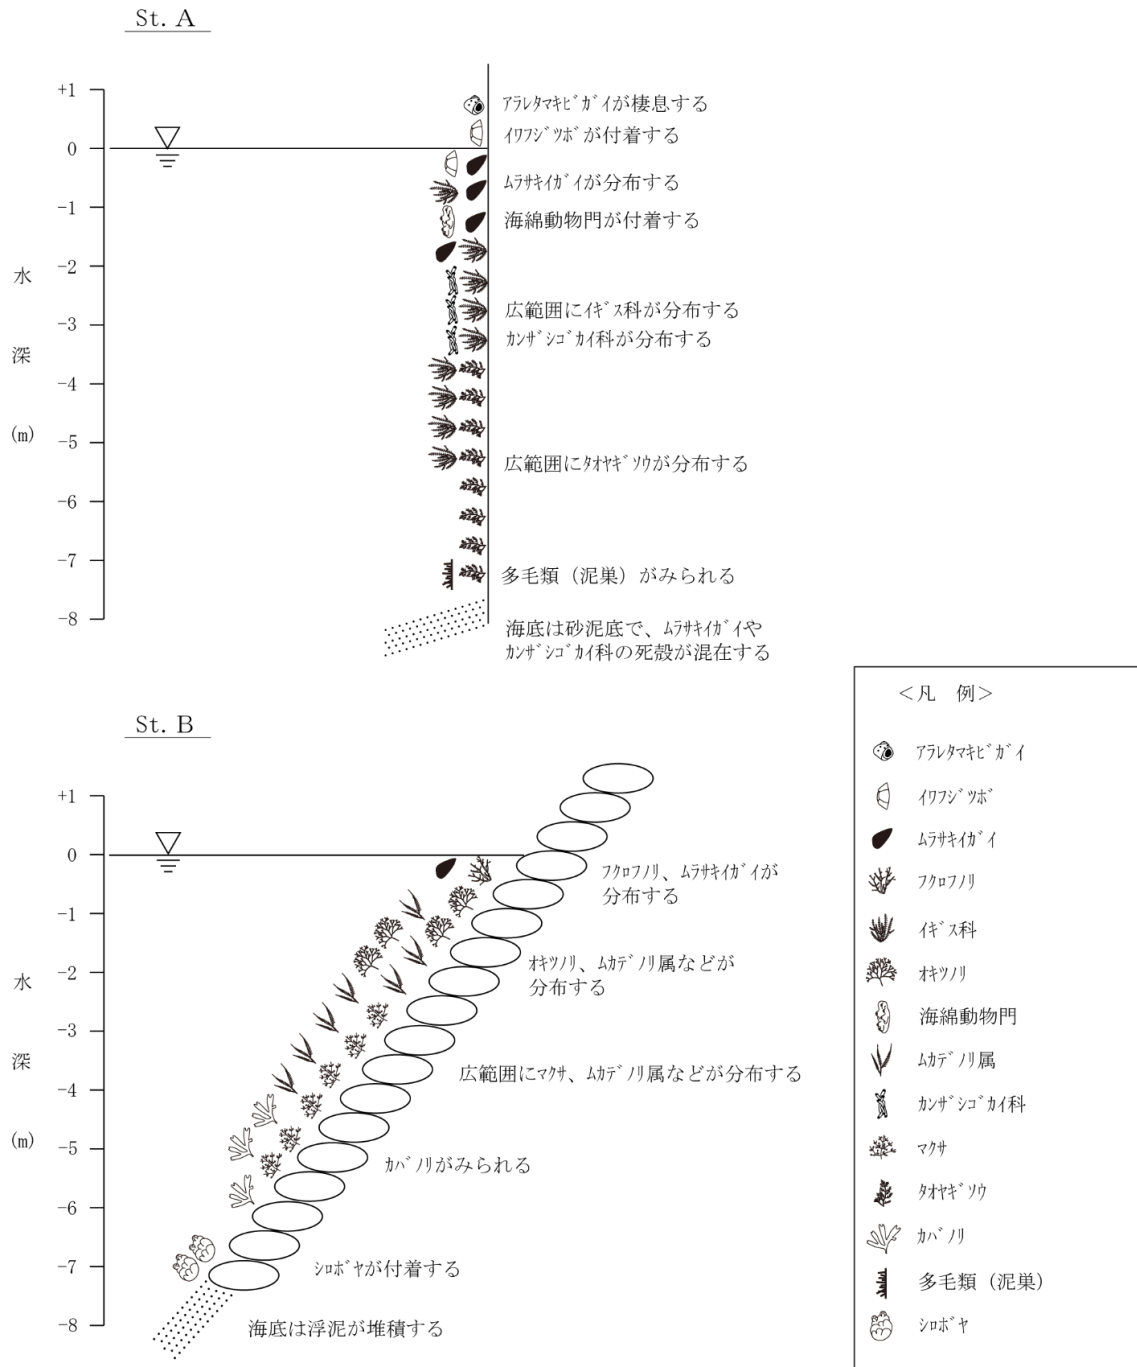 St. A
+1
0
-1
-2
-3
-4
-5
-6
-7
-8
水
深
(m)
ｱﾗﾚﾀﾏｷﾋﾞｶﾞｲが棲息する
ｲﾜﾌｼﾞﾂﾎﾞが付着する
ﾑﾗｻｷｲｶﾞｲが分布する
海綿動物門が付着する
広範囲にｲｷﾞｽ科が分布する
ｶﾝｻﾞｼｺﾞｶｲ科が分布する
広範囲にﾀｵﾔｷﾞｿｳが分布する
多毛類（泥巣）がみられる
海底は砂泥底で、ﾑﾗｻｷｲｶﾞｲや
ｶﾝｻﾞｼｺﾞｶｲ科の死殻が混在する
St. B
+1
0
-1
-2
-3
-4
-5
-6
-7
-8
水
深
(m)
ﾌｸﾛﾌﾉﾘ、ﾑﾗｻｷｲｶﾞｲが
分布する
ｵｷﾂﾉﾘ、ﾑｶﾃﾞﾉﾘ属などが
分布する
広範囲にﾏｸｻ、ﾑｶﾃﾞﾉﾘ属などが分布する
ｶﾊﾞﾉﾘがみられる
ｼﾛﾎﾞﾔが付着する
海底は浮泥が堆積する
＜凡　例＞
ｱﾗﾚﾀﾏｷﾋﾞｶﾞｲ
ｲﾜﾌｼﾞﾂﾎﾞ
ﾑﾗｻｷｲｶﾞｲ
ﾌｸﾛﾌﾉﾘ
ｲｷﾞｽ科
ｵｷﾂﾉﾘ
海綿動物門
ﾑｶﾃﾞﾉﾘ属
ｶﾝｻﾞｼｺﾞｶｲ科
ﾏｸｻ
ﾀｵﾔｷﾞｿｳ
ｶﾊﾞﾉﾘ
多毛類（泥巣）
ｼﾛﾎﾞﾔ